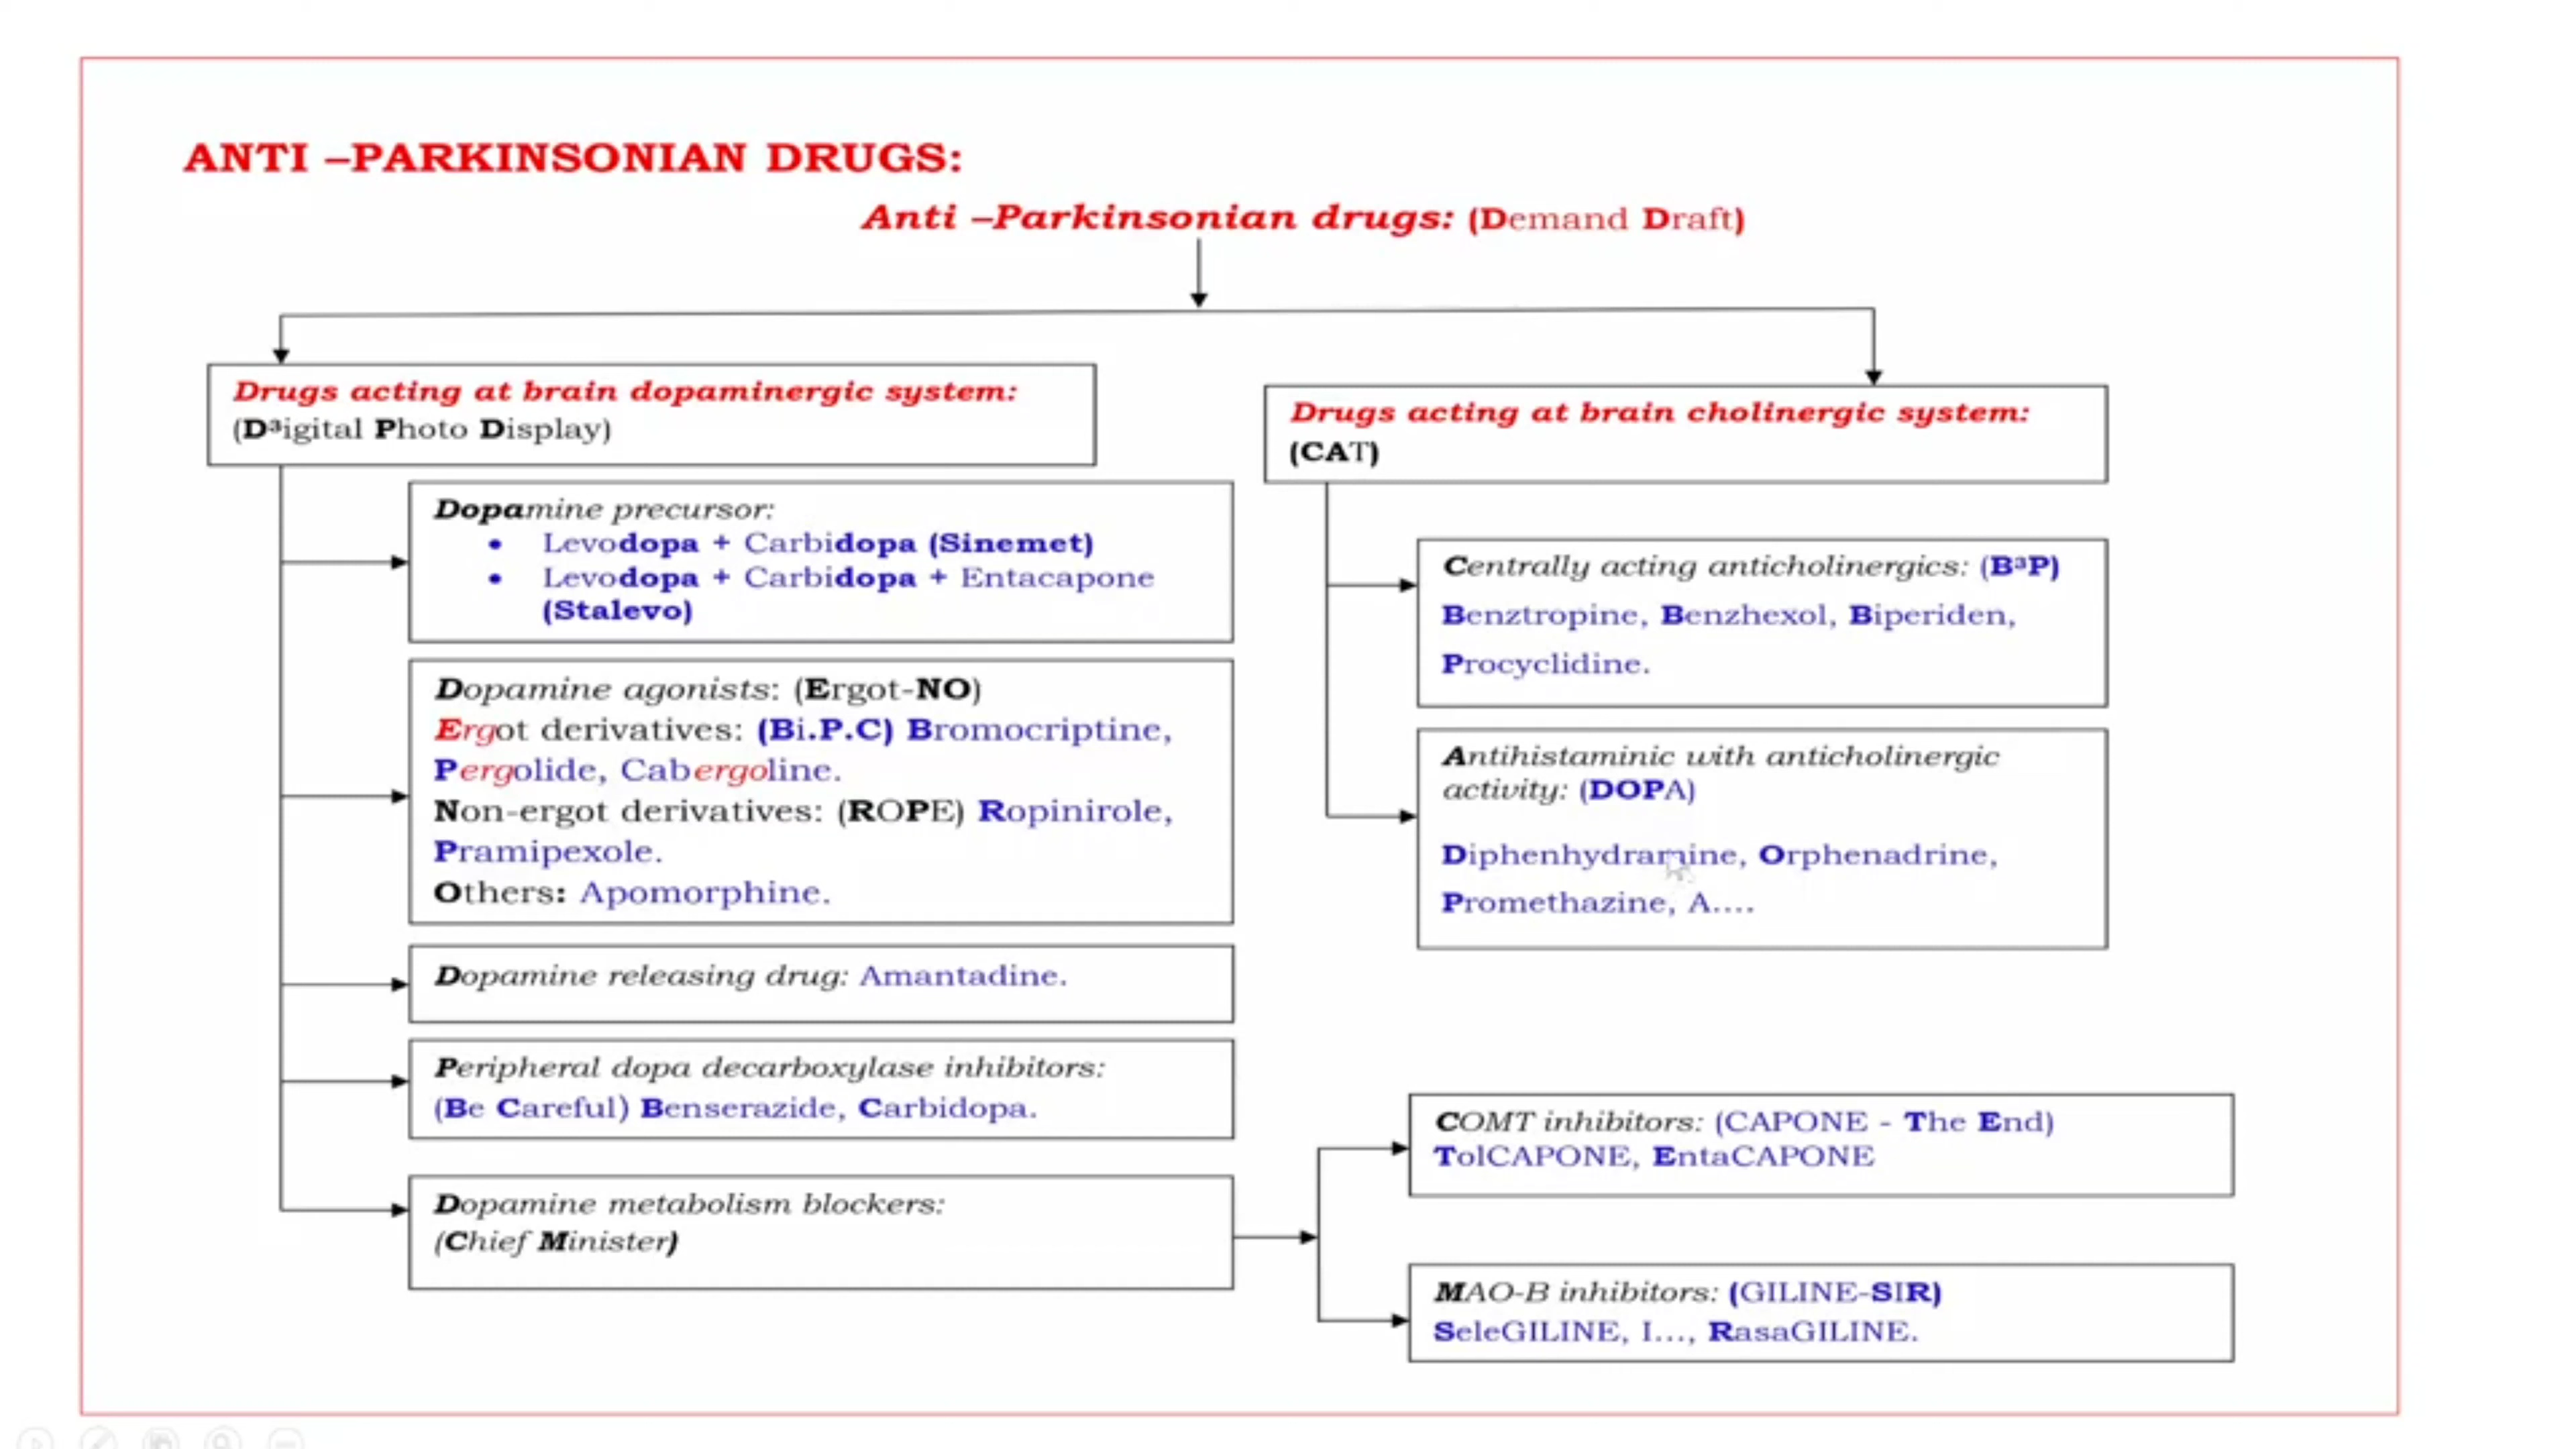 ANTI –PARKINSONIAN DRUGS:
Anti –Parkinsonian drugs: (Demand Draft)
Drugs acting at brain dopaminergic system:
(D³igital Photo Display)
Dopamine precursor:
• Levodopa + Carbidopa (Sinemet)
• Levodopa + Carbidopa + Entacapone
(Stalevo)
Dopamine agonists: (Ergot-NO)
Ergot derivatives: (Bi.P.C) Bromocriptine,
Pergolide, Cabergoline.
Non-ergot derivatives: (ROPE) Ropinirole,
Pramipexole.
Others: Apomorphine.
Dopamine releasing drug: Amantadine.
Peripheral dopa decarboxylase inhibitors:
(Be Careful) Benserazide, Carbidopa.
Dopamine metabolism blockers:
(Chief Minister)
COMT inhibitors: (CAPONE - The End)
TolCAPONE, EntaCAPONE
MAO-B inhibitors: (GILINE-SIR)
SeleGILINE, I..., RasaGILINE.
Drugs acting at brain cholinergic system:
(CAT)
Centrally acting anticholinergics: (B³P)
Benztropine, Benzhexol, Biperiden,
Procyclidine.
Antihistaminic with anticholinergic
activity: (DOPA)
Diphenhydramine, Orphenadrine,
Promethazine, A....